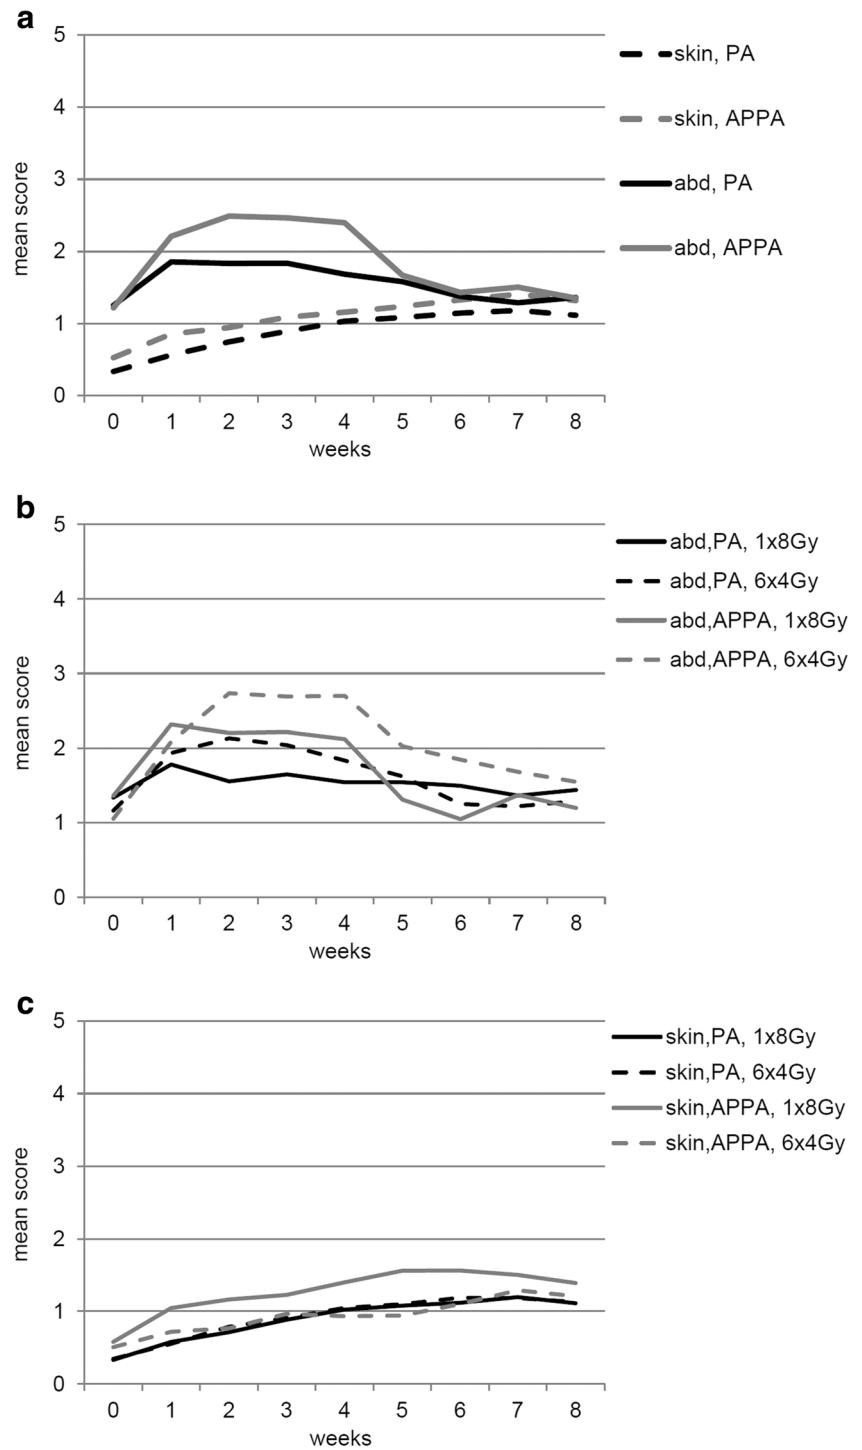 a
5
4
3
2
1
0
mean score
0 1 2 3 4 5 6 7 8
weeks
skin, PA
skin, APPA
abd, PA
abd, APPA
b
5
4
3
2
1
0
mean score
0 1 2 3 4 5 6 7 8
weeks
abd,PA, 1x8Gy
abd,PA, 6x4Gy
abd,APPA, 1x8Gy
abd,APPA, 6x4Gy
c
5
4
3
2
1
0
mean score
0 1 2 3 4 5 6 7 8
weeks
skin,PA, 1x8Gy
skin,PA, 6x4Gy
skin,APPA, 1x8Gy
skin,APPA, 6x4Gy